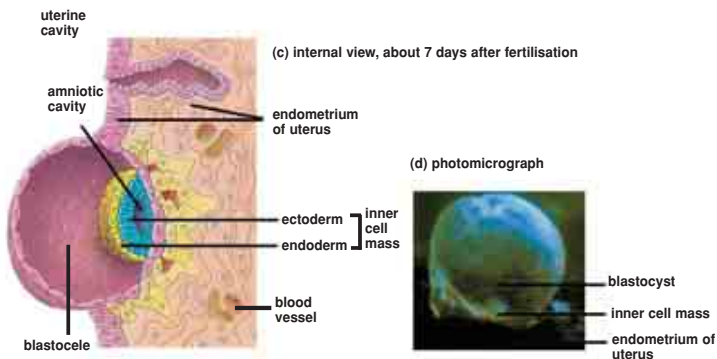 uterine
cavity
(c) internal view, about 7 days after fertilisation
amniotic
cavity
endometrium
of uterus
(d) photomicrograph
ectoderm
endoderm
inner
cell
mass
blood
vessel
blastocele
blastocyst
inner cell mass
endometrium of
uterus